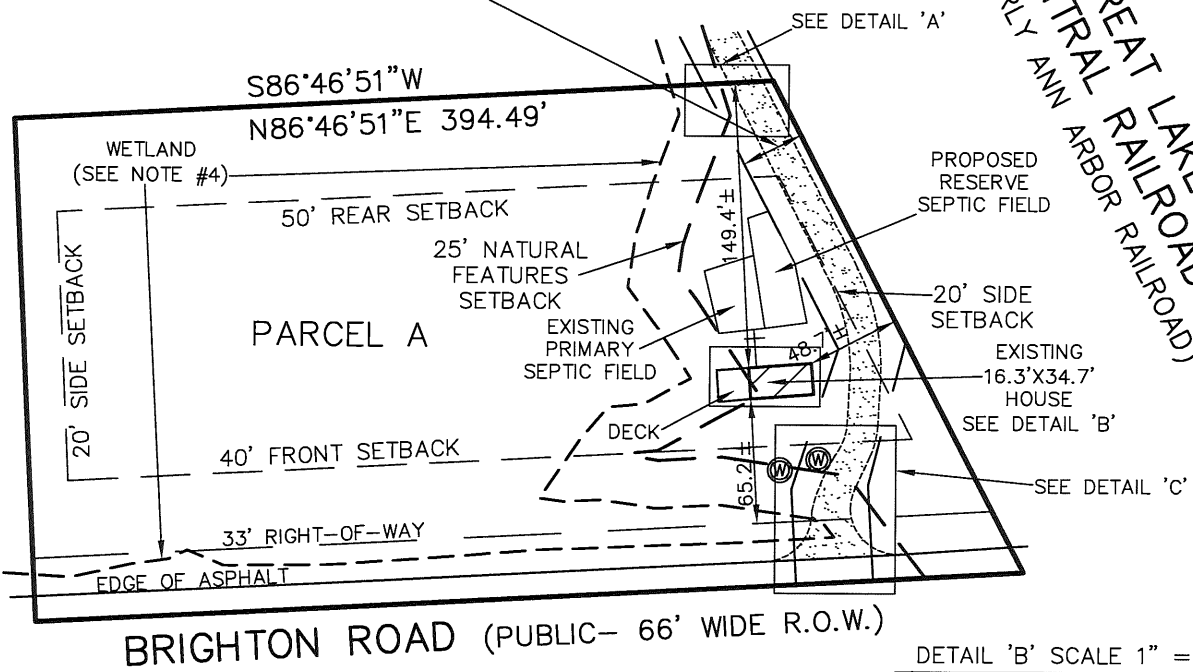 SEE DETAIL 'A'
REAT LAKE
NTRAL RAILROAD
RLY ANN ARBOR RAILROAD)
S86°46'51"W
N86°46'51"E 394.49'
WETLAND
(SEE NOTE #4)
50' REAR SETBACK
20' SIDE SETBACK
25' NATURAL
FEATURES
SETBACK
149.4'±
PROPOSED
RESERVE
SEPTIC FIELD
PARCEL A
EXISTING
PRIMARY
SEPTIC FIELD
20' SIDE
SETBACK
48.7'±
EXISTING
16.3'X34.7'
HOUSE
SEE DETAIL 'B'
DECK
40' FRONT SETBACK
W
W
65.2'±
SEE DETAIL 'C'
33' RIGHT-OF-WAY
EDGE OF ASPHALT
BRIGHTON ROAD (PUBLIC- 66' WIDE R.O.W.)
DETAIL 'B' SCALE 1" =